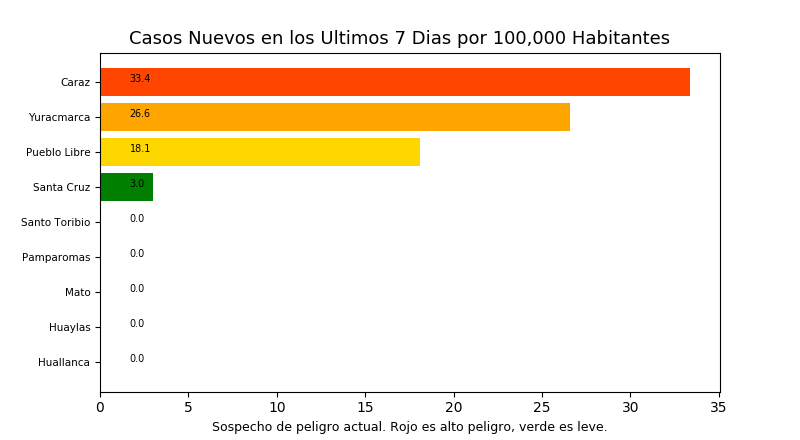 Casos Nuevos en los Ultimos 7 Dias por 100,000 Habitantes
Caraz 33.4
Yuracmarca 26.6
Pueblo Libre 18.1
Santa Cruz 3.0
Santo Toribio 0.0
Pamparomas 0.0
Mato 0.0
Huaylas 0.0
Huallanca 0.0
0 5 10 15 20 25 30 35
Sospecho de peligro actual. Rojo es alto peligro, verde es leve.